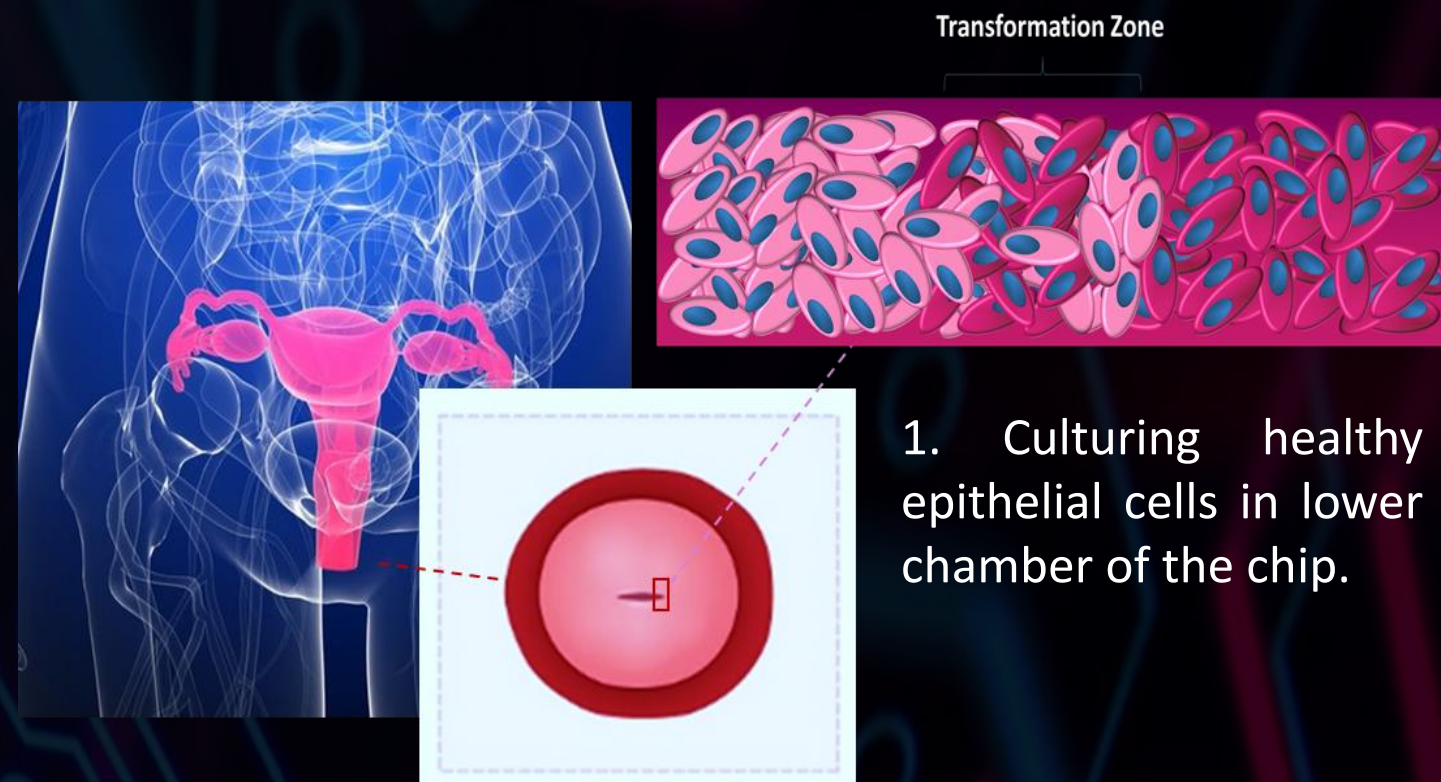 Transformation Zone
1. Culturing healthy
epithelial cells in lower
chamber of the chip.